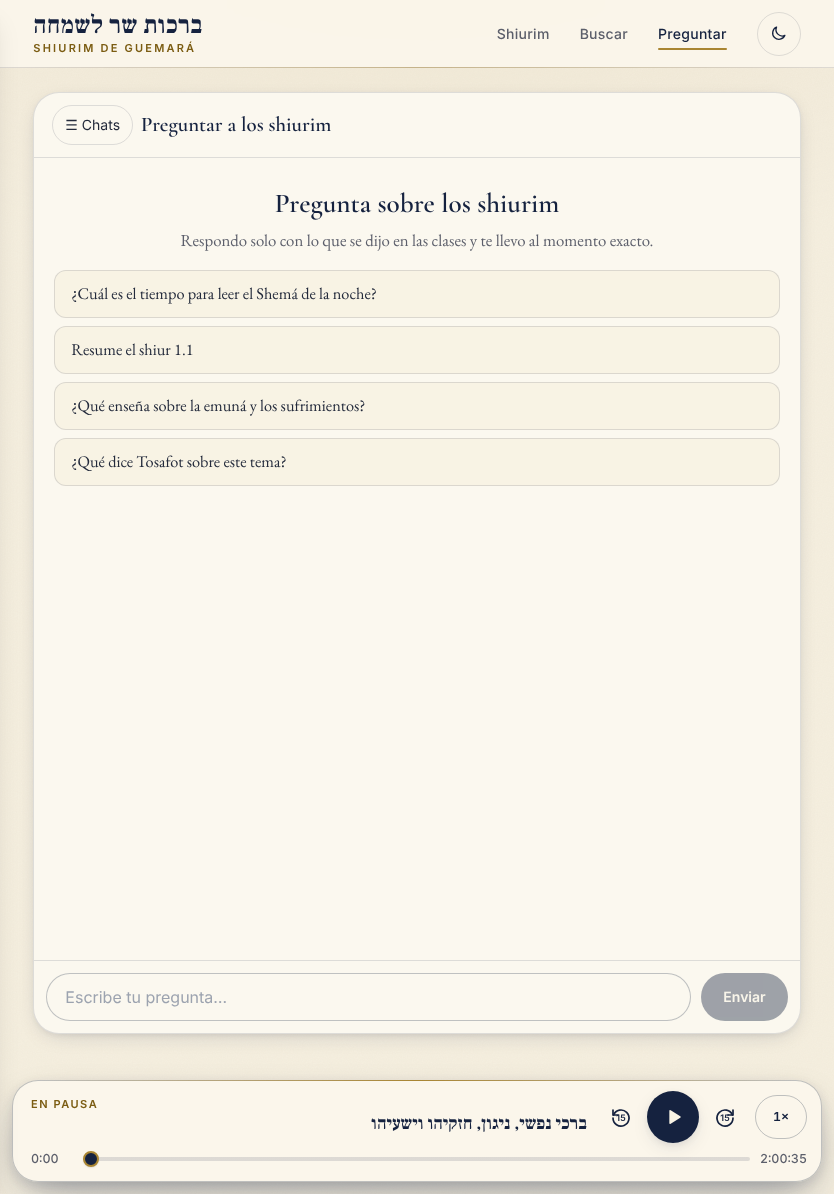 ברכות שר לשמחה
SHIURIM DE GUEMARÁ
Shiurim
Buscar
Preguntar
☰ Chats
Preguntar a los shiurim
Pregunta sobre los shiurim
Respondo solo con lo que se dijo en las clases y te llevo al momento exacto.
¿Cuál es el tiempo para leer el Shemá de la noche?
Resume el shiur 1.1
¿Qué enseña sobre la emuná y los sufrimientos?
¿Qué dice Tosafot sobre este tema?
Escribe tu pregunta...
Enviar
EN PAUSA
ברכי נפשי, ניגון, חזקיהו וישעיהו
15
15
1×
0:00
2:00:35